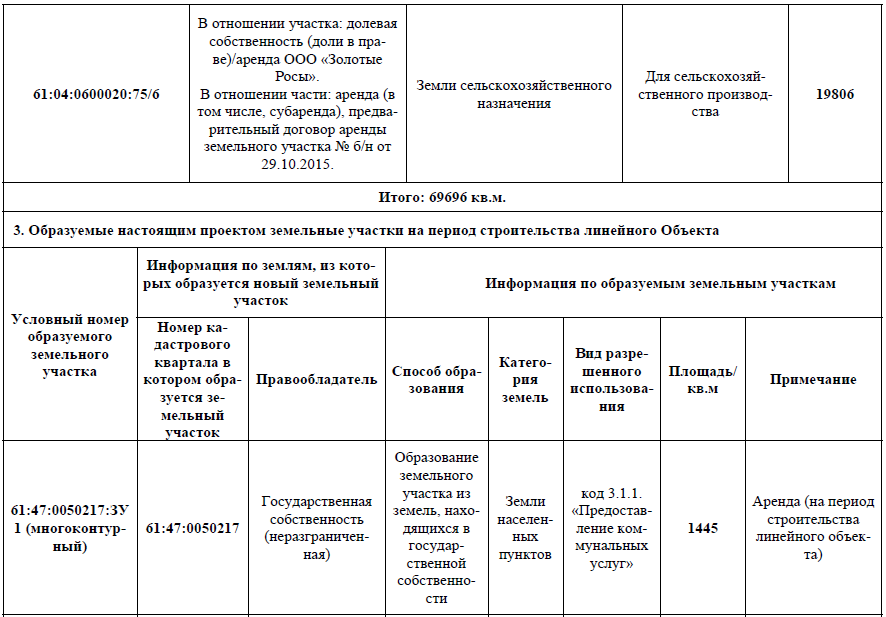 61:04:0600020:75/6
В отношении участка: долевая
собственность (доли в пра-
ве)/аренда ООО «Золотые
Росы».
В отношении части: аренда (в
том числе, субаренда), предва-
рительный договор аренды
земельного участка № б/н от
29.10.2015.
Земли сельскохозяйственного
назначения
Для сельскохозяй-
ственного производ-
ства
19806
Итого: 69696 кв.м.
3. Образуемые настоящим проектом земельные участки на период строительства линейного Объекта
Условный номер
образуемого
земельного
участка
Информация по землям, из кото-
рых образуется новый земельный
участок
Информация по образуемым земельным участкам
Номер ка-
дастрового
квартала в
котором обра-
зуется зе-
мельный
участок
Правообладатель
Способ обра-
зования
Катего-
рия
земель
Вид разре-
шенного
использова-
ния
Площадь/
кв.м
Примечание
61:47:0050217:ЗУ
1 (многоконтур-
ный)
61:47:0050217
Государственная
собственность
(неразграничен-
ная)
Образование
земельного
участка из
земель, нахо-
дящихся в
государ-
ственной
собственно-
сти
Земли
населен-
ных
пунктов
код 3.1.1.
«Предостав-
ление ком-
мунальных
услуг»
1445
Аренда (на период
строительства
линейного объек-
та)